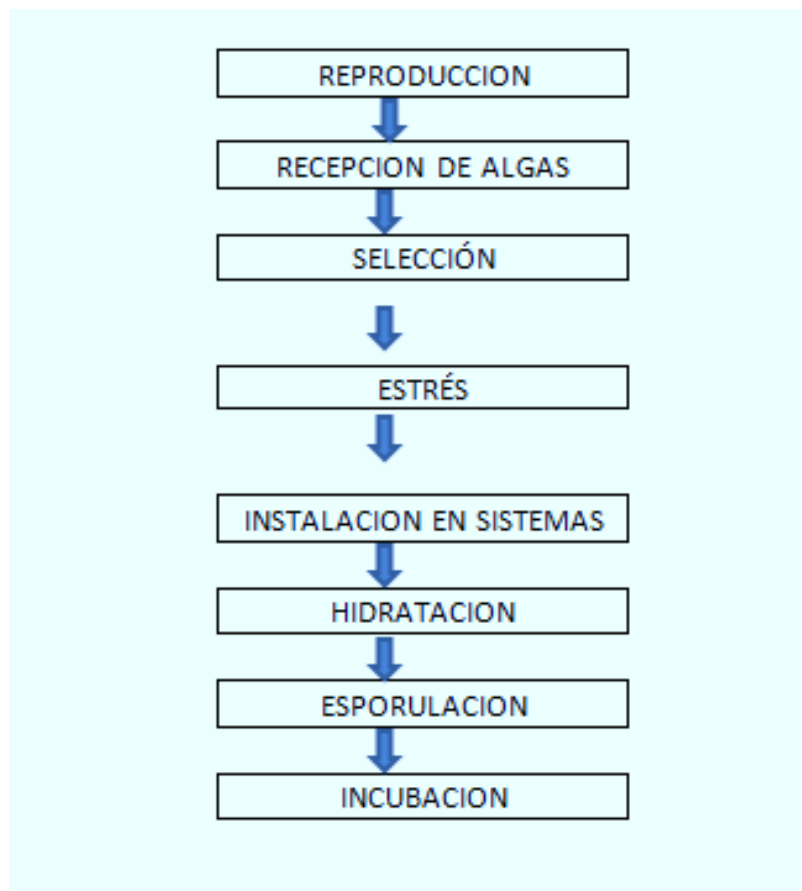 REPRODUCCION
RECEPCION DE ALGAS
SELECCIÓN
ESTRÉS
INSTALACION EN SISTEMAS
HIDRATACION
ESPORULACION
INCUBACION